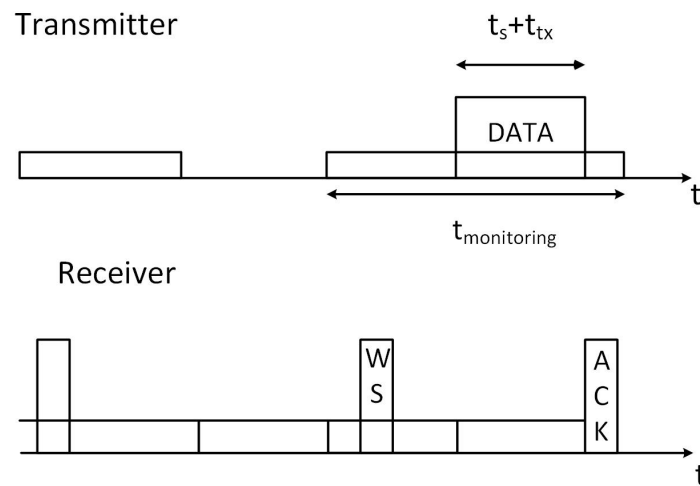 Transmitter
ts+ttx
DATA
t
tmonitoring
Receiver
W
S
A
C
K
t